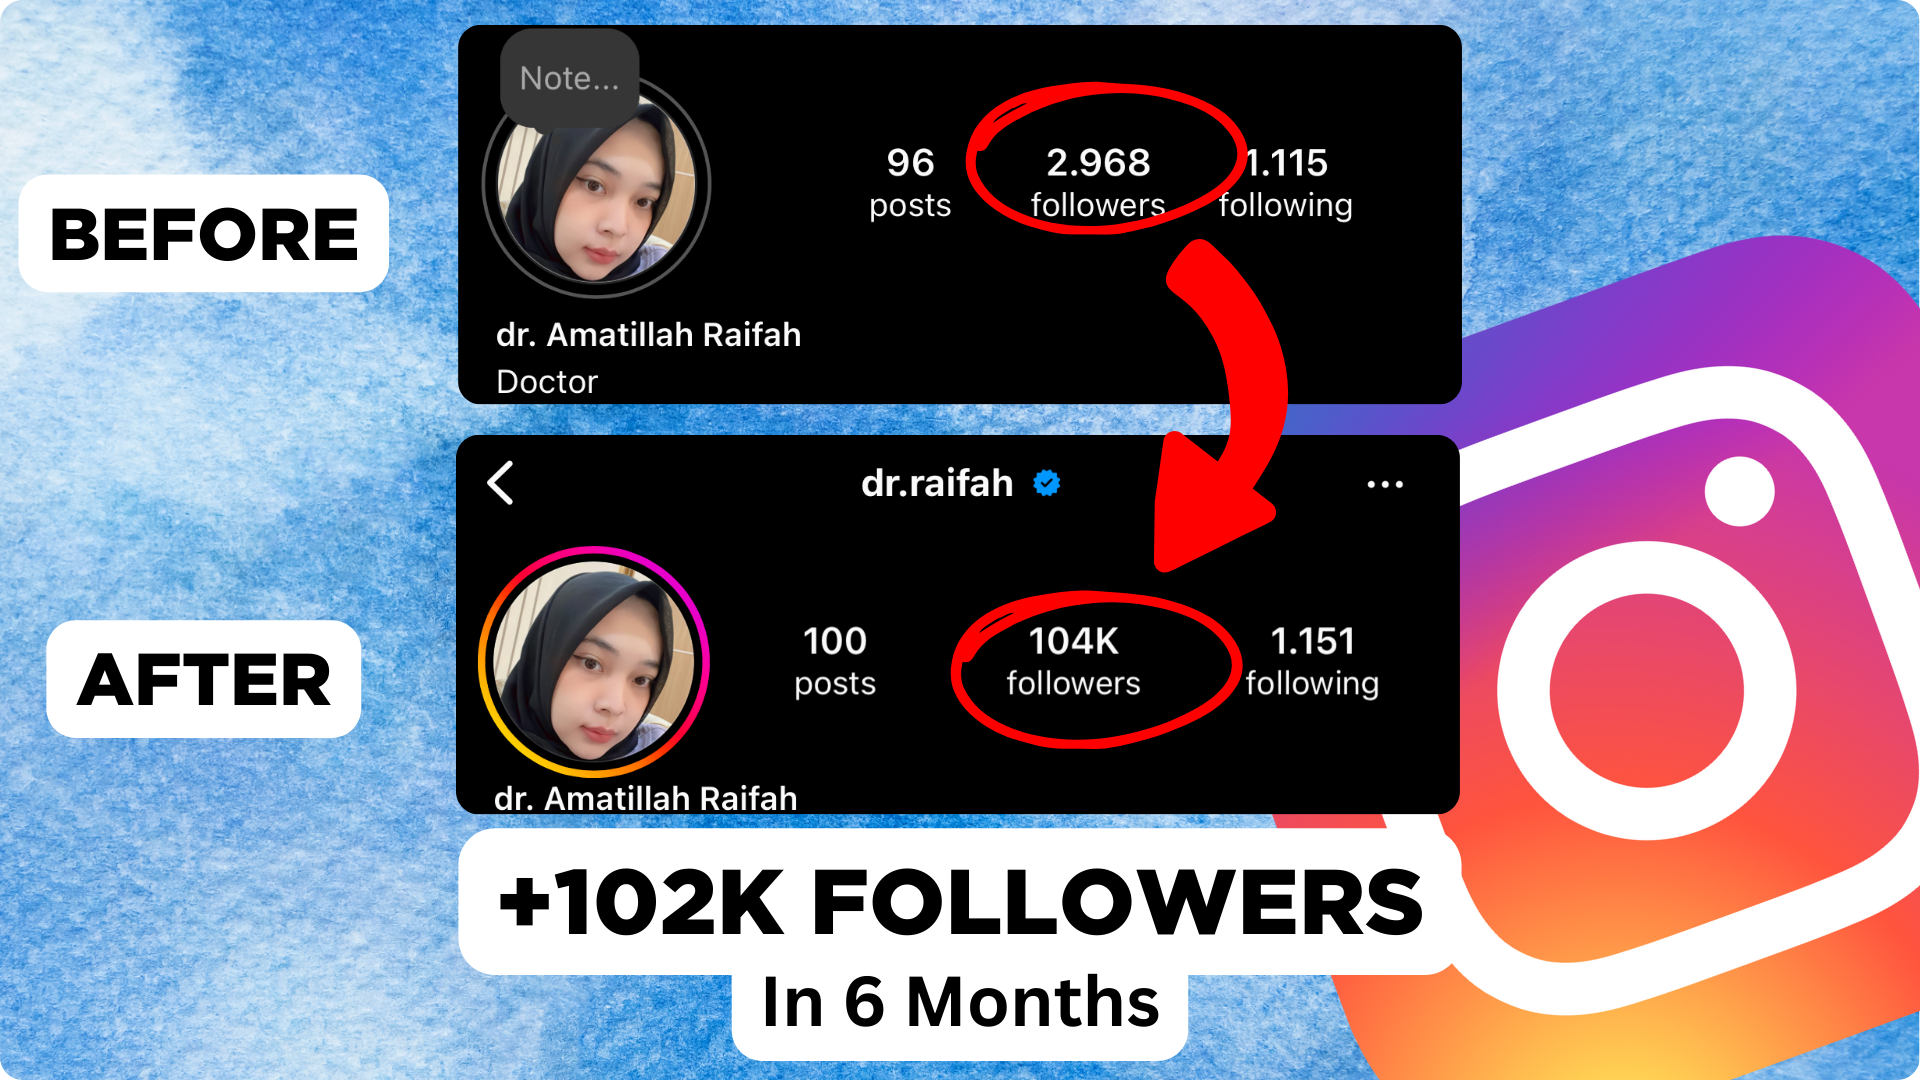 Note...
96
posts
2.968
followers
1.115
following
BEFORE
dr. Amatillah Raifah
Doctor
dr.raifah
100
posts
104K
followers
1.151
following
AFTER
dr. Amatillah Raifah
+102K FOLLOWERS
In 6 Months